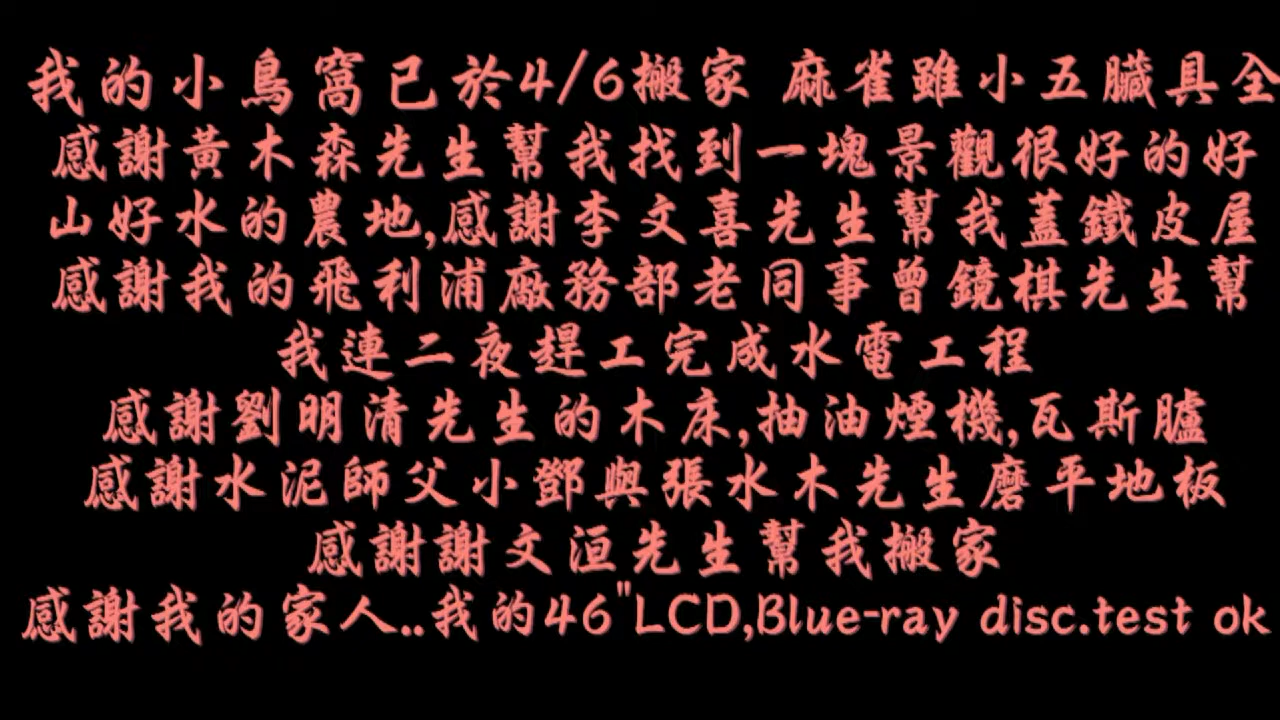 我的小鳥窩已於4/6搬家 麻雀雖小五臟具全
感謝黃木森先生幫我找到一塊景觀很好的好
山好水的農地,感謝李文喜先生幫我蓋鐵皮屋
感謝我的飛利浦廠務部老同事曾鏡棋先生幫
我連二夜趕工完成水電工程
感謝劉明清先生的木床,抽油煙機,瓦斯臚
感謝水泥師父小鄧與張水木先生磨平地板
感謝謝文洹先生幫我搬家
感謝我的家人..我的46"LCD,Blue-ray disc.test ok